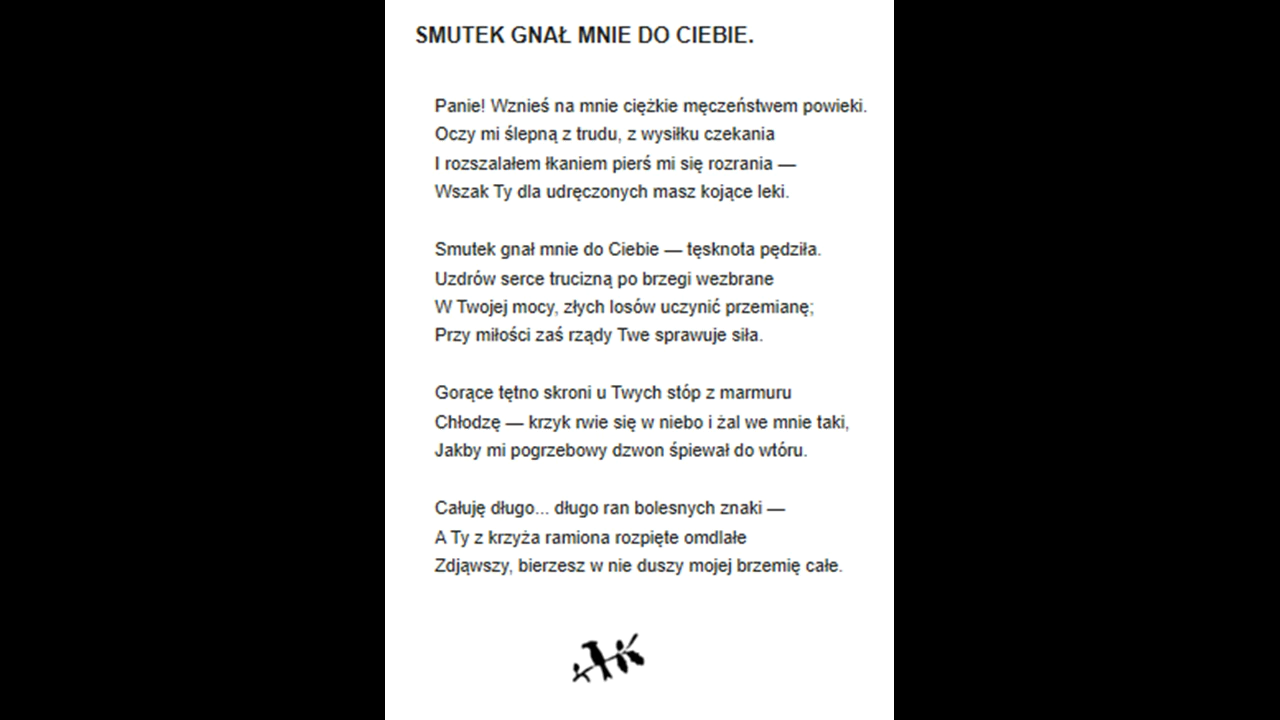 SMUTEK GNAŁ MNIE DO CIEBIE.
Panie! Wznieś na mnie ciężkie męczeństwem powieki.
Oczy mi ślepną z trudu, z wysiłku czekania
I rozszalałem łkaniem pierś mi się rozrania —
Wszak Ty dla udręczonych masz kojące leki.
Smutek gnał mnie do Ciebie — tęsknota pędziła.
Uzdrów serce trucizną po brzegi wezbrane
W Twojej mocy, złych losów uczynić przemianę;
Przy miłości zaś rządy Twe sprawuje siła.
Gorące tętno skroni u Twych stóp z marmuru
Chłodzę — krzyk rwie się w niebo i żal we mnie taki,
Jakby mi pogrzebowy dzwon śpiewał do wtóru.
Całuję długo... długo ran bolesnych znaki —
A Ty z krzyża ramiona rozpięte omdlałe
Zdjąwszy, bierzesz w nie duszy mojej brzemię całe.